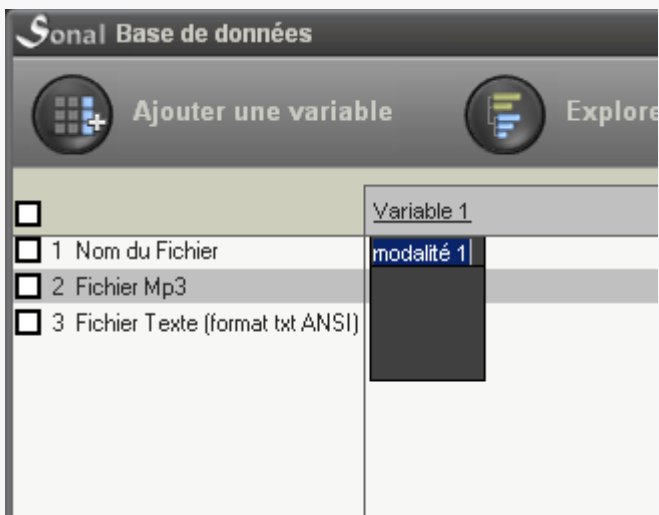 Sonal Base de données
Ajouter une variable
Explore
Variable 1
1 Nom du Fichier
modalité 1
2 Fichier Mp3
3 Fichier Texte (format txt ANSI)